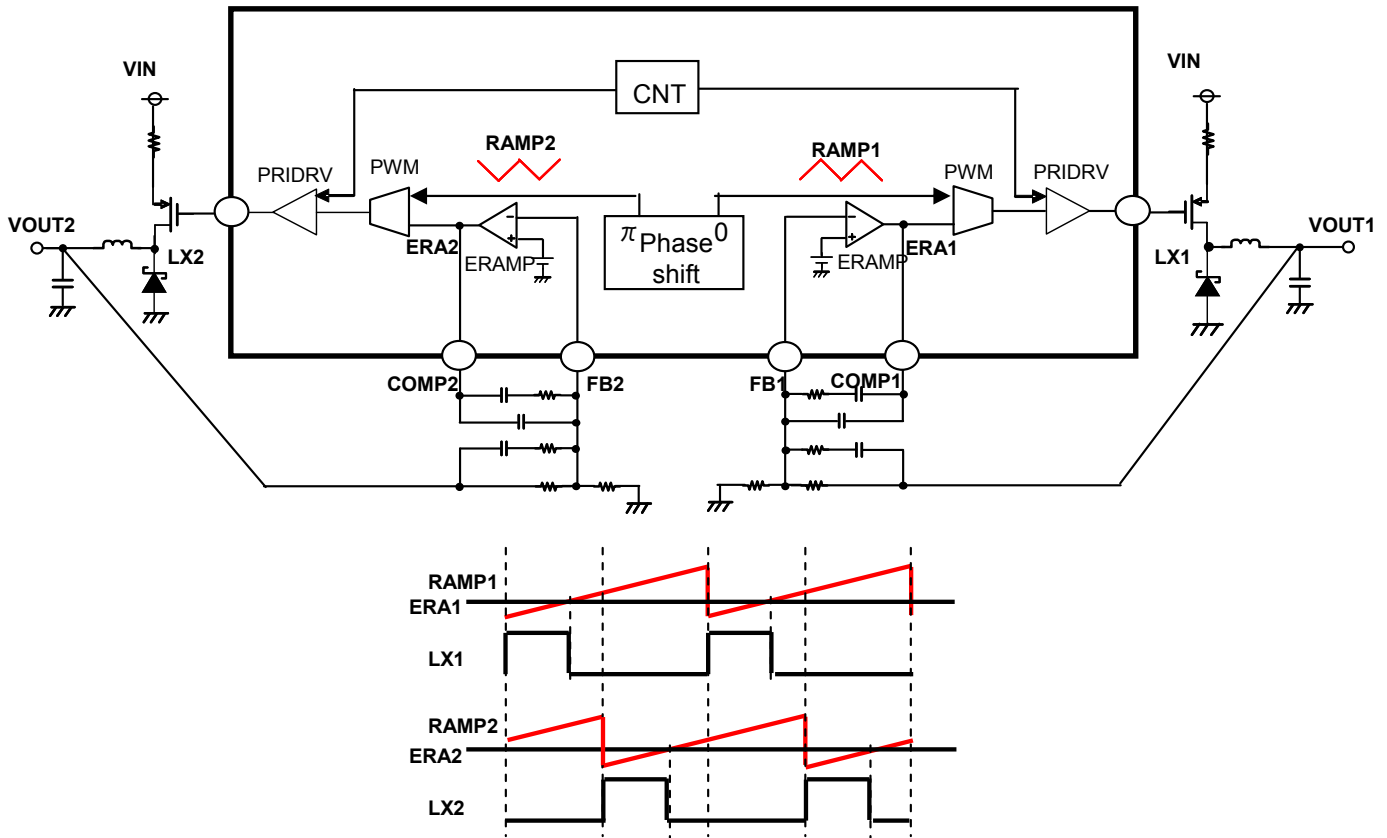 VIN
VIN
CNT
RAMP2
RAMP1
PRIDRV
PWM
PWM
PRIDRV
VOUT2
LX2
ERA2
ERAMP
π Phase 0
shift
ERAMP
ERA1
LX1
VOUT1
COMP2
FB2
FB1
COMP1
RAMP1
ERA1
LX1
RAMP2
ERA2
LX2